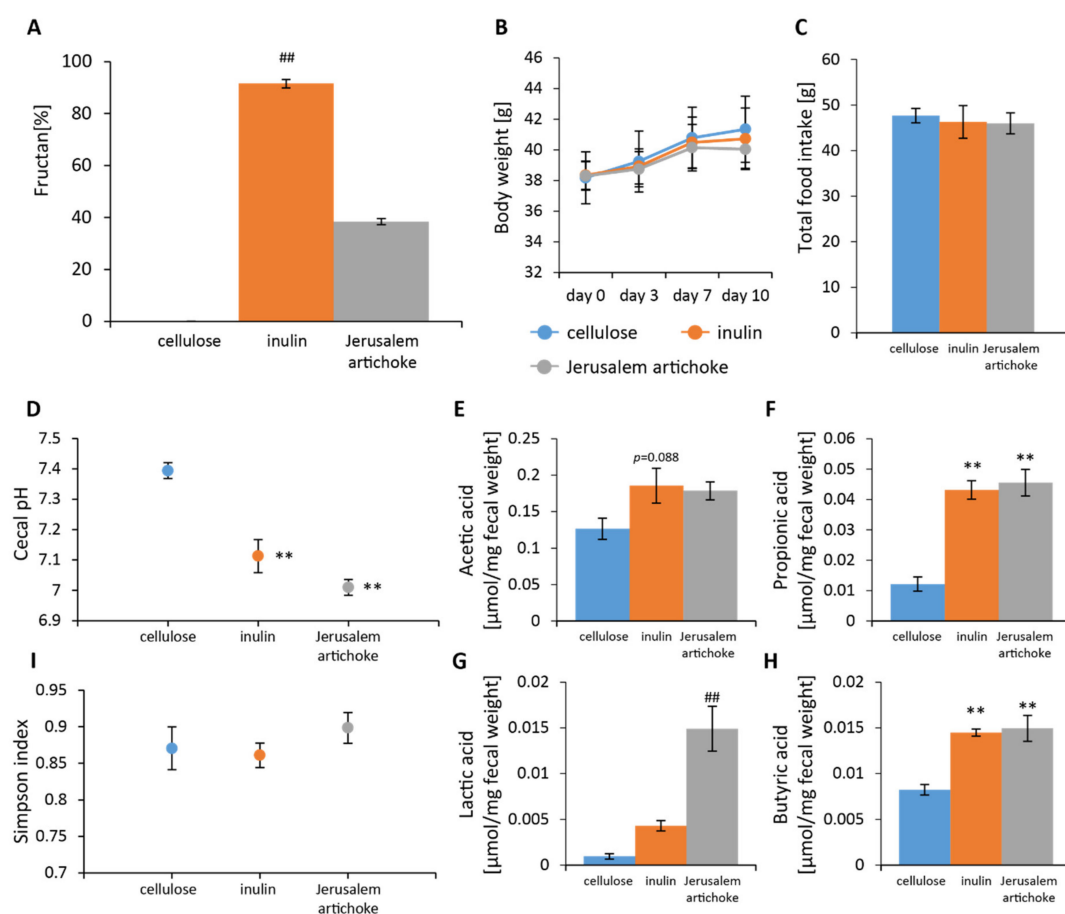 A
Fructan[%]
100
80
60
40
20
0
##
cellulose
inulin
Jerusalem
artichoke
B
Body weight [g]
46
44
42
40
38
36
34
32
day 0 day 3 day 7 day 10
cellulose inulin
Jerusalem artichoke
C
Total food intake [g]
60
50
40
30
20
10
0
cellulose inulin Jerusalem
artichoke
D
Cecal pH
7.5
7.4
7.3
7.2
7.1
7
6.9
**
**
cellulose inulin Jerusalem
artichoke
E
Acetic acid
[µmol/mg fecal weight]
0.25
0.2
0.15
0.1
0.05
0
p=0.088
cellulose inulin Jerusalem
artichoke
F
Propionic acid
[µmol/mg fecal weight]
0.06
0.05
0.04
0.03
0.02
0.01
0
** **
cellulose inulin Jerusalem
artichoke
I
Simpson index
0.95
0.9
0.85
0.8
0.75
0.7
cellulose inulin Jerusalem
artichoke
G
Lactic acid
[µmol/mg fecal weight]
0.02
0.015
0.01
0.005
0
##
cellulose inulin Jerusalem
artichoke
H
Butyric acid
[µmol/mg fecal weight]
0.02
0.015
0.01
0.005
0
** **
cellulose inulin Jerusalem
artichoke